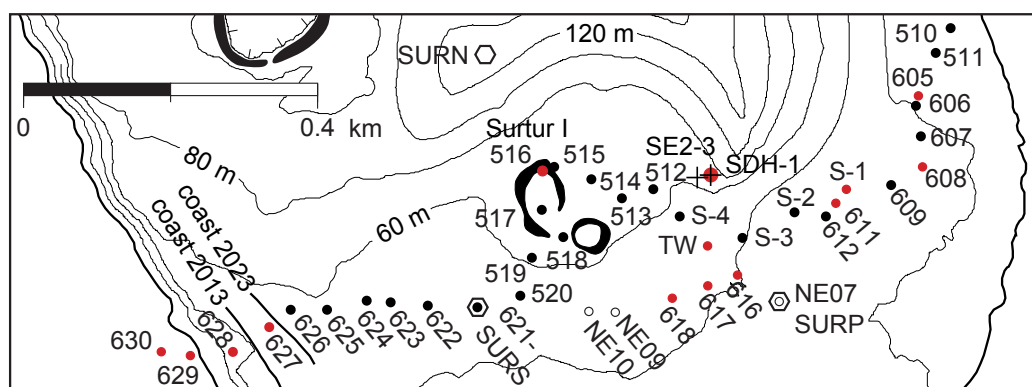 510
120 m
SURN
511
605
606
0
0.4 km
Surtur I
SE2-3
607
516
515
SDH-1
80 m
512
S-1
608
514
S-2
609
517
513
S-4
611
60 m
612
518
TW
S-3
coast 2023
coast 2013
519
520
616
NE07
SURP
617
618
NE09
NE10
621-
SURS
622
623
624
625
626
627
628
630
629